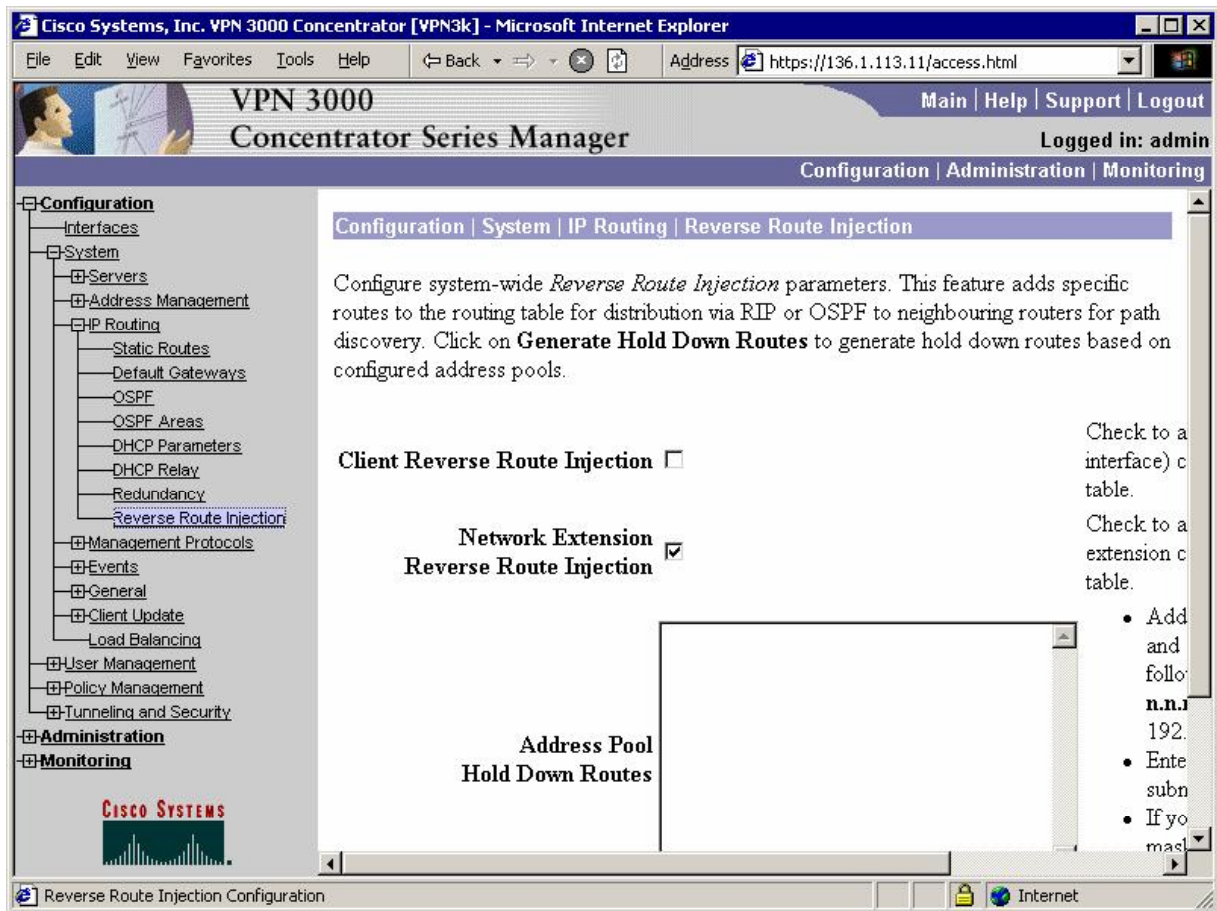 Cisco Systems, Inc. VPN 3000 Concentrator [VPN3k] - Microsoft Internet Explorer
File Edit View Favorites Tools Help Back Address https://136.1.113.11/access.html
VPN 3000
Concentrator Series Manager
Main | Help | Support | Logout
Logged in: admin
Configuration | Administration | Monitoring
Configuration
Interfaces
System
Servers
Address Management
IP Routing
Static Routes
Default Gateways
OSPF
OSPF Areas
DHCP Parameters
DHCP Relay
Redundancy
Reverse Route Injection
Management Protocols
Events
General
Client Update
Load Balancing
User Management
Policy Management
Tunneling and Security
Administration
Monitoring
CISCO SYSTEMS
Configuration | System | IP Routing | Reverse Route Injection
Configure system-wide Reverse Route Injection parameters. This feature adds specific
routes to the routing table for distribution via RIP or OSPF to neighbouring routers for path
discovery. Click on Generate Hold Down Routes to generate hold down routes based on
configured address pools.
Client Reverse Route Injection
Check to a
interface) c
table.
Network Extension
Reverse Route Injection
Check to a
extension c
table.
Address Pool
Hold Down Routes
• Add
and
follo
n.n.
192.
• Ente
subn
• If yo
mas
Reverse Route Injection Configuration
Internet